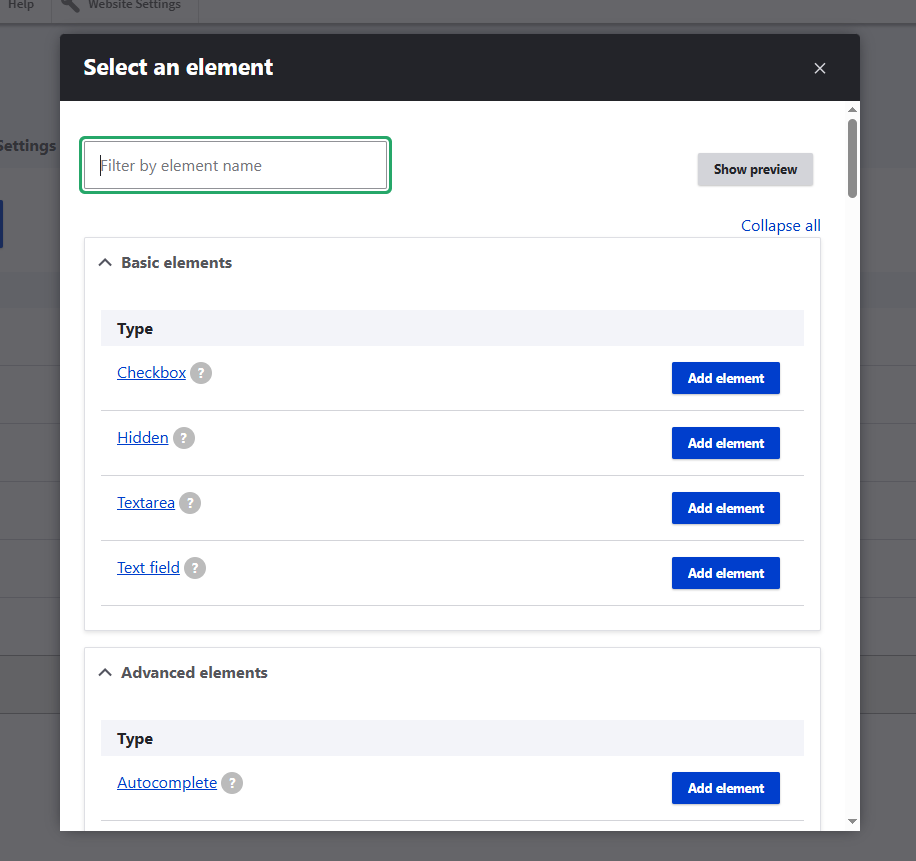 Help
Website Settings
Select an element
Settings
Filter by element name
Show preview
Collapse all
Basic elements
Type
Checkbox ? Add element
Hidden ? Add element
Textarea ? Add element
Text field ? Add element
Advanced elements
Type
Autocomplete ? Add element